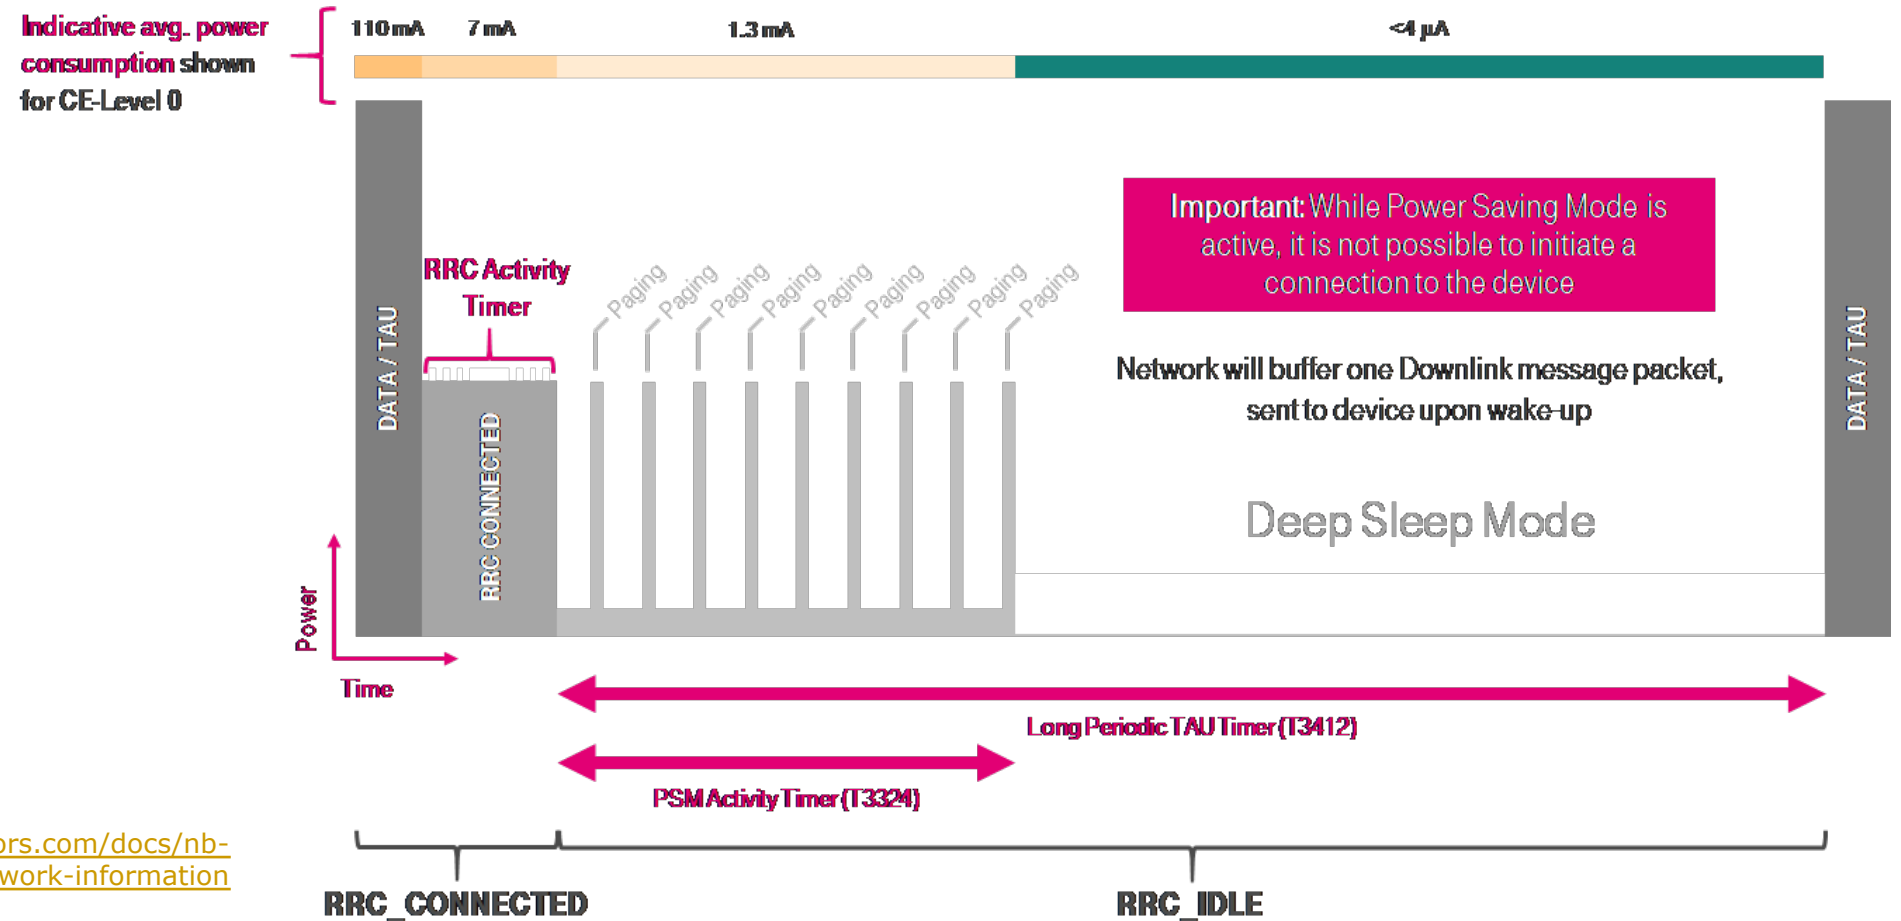 Indicative avg. power
consumption shown
for CE-Level 0
110 mA
7 mA
1.3 mA
<4 µA
Important: While Power Saving Mode is
active, it is not possible to initiate a
connection to the device
RRC Activity
Timer
Paging
Paging
Paging
Paging
Paging
Paging
Paging
Paging
Paging
DATA / TAU
RRC CONNECTED
DATA / TAU
Network will buffer one Downlink message packet,
sent to device upon wake-up
Deep Sleep Mode
Power
Time
Long Periodic TAU Timer (T3412)
PSM Activity Timer (T3324)
ors.com/docs/nb-
work-information
RRC_CONNECTED
RRC_IDLE